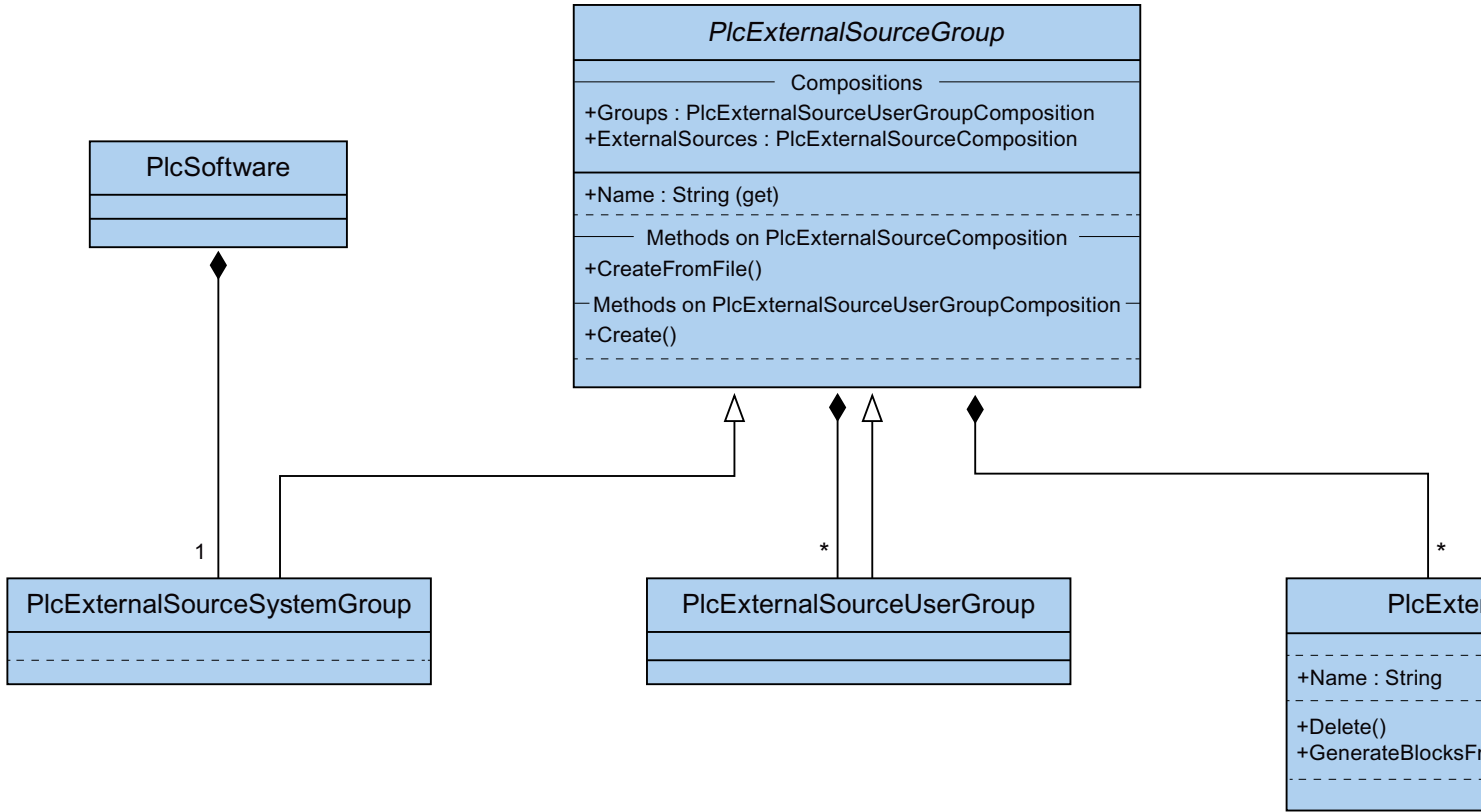 PlcExternalSourceGroup
Compositions
+Groups : PlcExternalSourceUserGroupComposition
+ExternalSources : PlcExternalSourceComposition
+Name : String (get)
Methods on PlcExternalSourceComposition
+CreateFromFile()
Methods on PlcExternalSourceUserGroupComposition
+Create()
PlcSoftware
1
*
*
PlcExternalSourceSystemGroup
PlcExternalSourceUserGroup
+Name : String
+Delete()